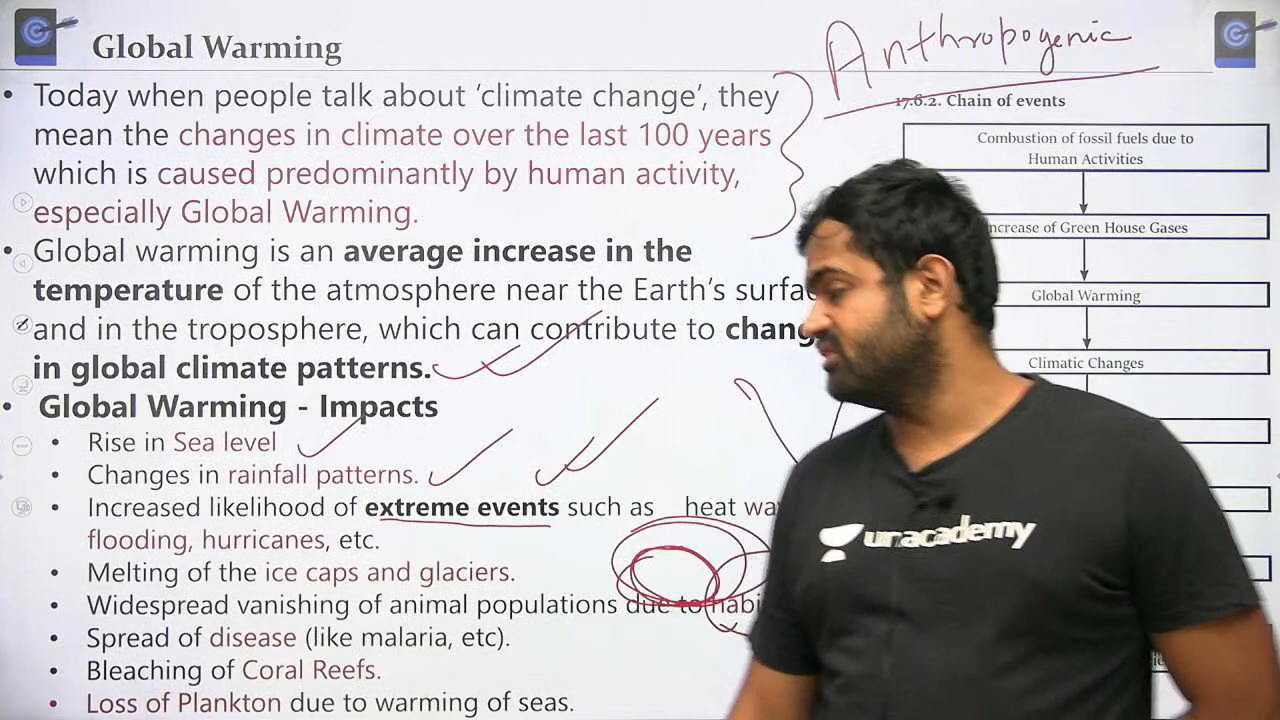 Global Warming
Anthropogenic
• Today when people talk about ‘climate change’, they
mean the changes in climate over the last 100 years
which is caused predominantly by human activity,
especially Global Warming.
• Global warming is an average increase in the
temperature of the atmosphere near the Earth’s
and in the troposphere, which can contribute to
in global climate patterns.
• Global Warming - Impacts
• Rise in Sea level
• Changes in rainfall patterns.
• Increased likelihood of extreme events such as heat
flooding, hurricanes, etc.
• Melting of the ice caps and glaciers.
• Widespread vanishing of animal populations due to
• Spread of disease (like malaria, etc).
• Bleaching of Coral Reefs.
• Loss of Plankton due to warming of seas.
17.6.2. Chain of events
Combustion of fossil fuels due to
Human Activities
of Green House Gases
Global Warming
Climatic Changes
unacademy